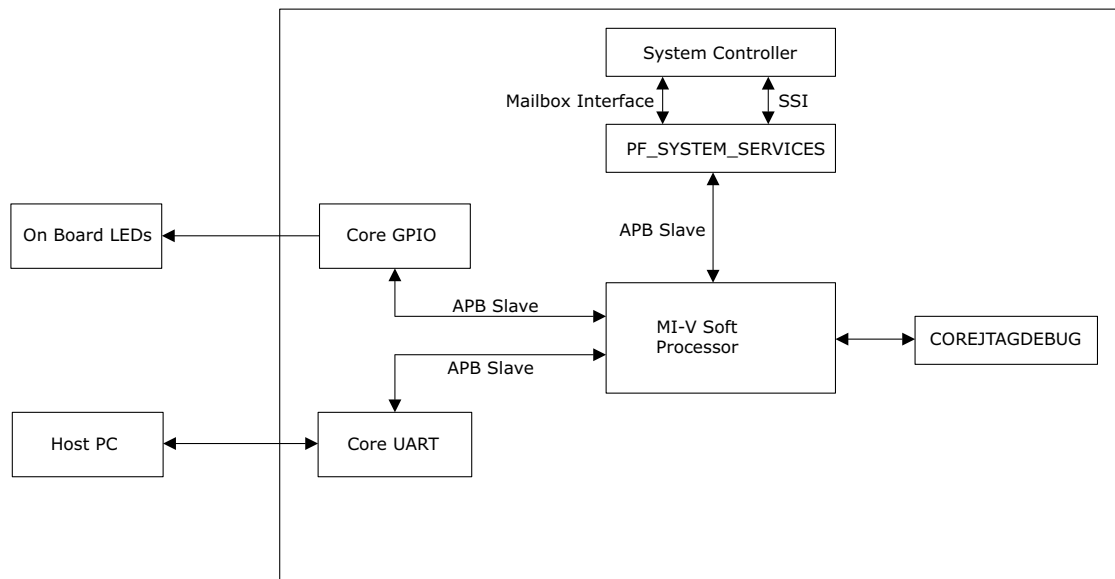 System Controller
Mailbox Interface
SSI
PF_SYSTEM_SERVICES
On Board LEDs
Core GPIO
APB Slave
APB Slave
MI-V Soft
Processor
COREJTAGDEBUG
APB Slave
Host PC
Core UART